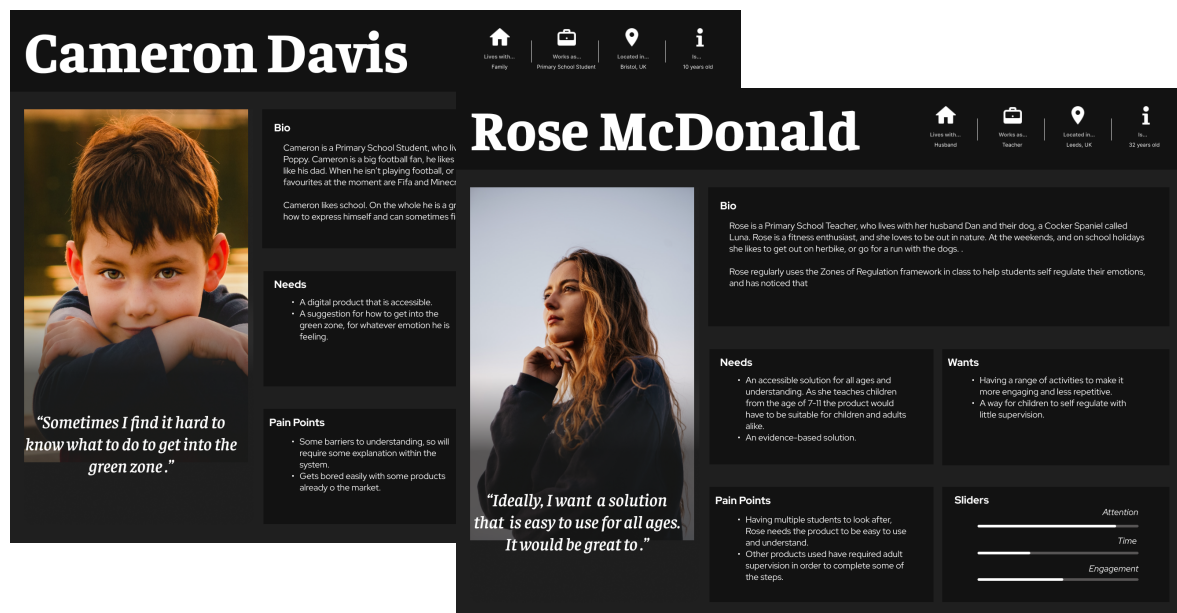 Cameron Davis
Lives with...
Family
Works as...
Primary School Student
Located in...
Bristol, UK
Is...
10 years old
Bio
Cameron is a Primary School Student, who
Poppy. Cameron is a big football fan, he likes
like his dad. When he isn't playing football, or
favourites at the moment are Fifa and
Cameron likes school. On the whole he is a
how to express himself and can sometimes
Needs
• A digital product that is accessible.
• A suggestion for how to get into the
green zone, for whatever emotion he is
feeling.
Pain Points
• Some barriers to understanding, so will
require some explanation within the
system.
• Gets bored easily with some products
already o the market.
“Sometimes I find it hard to
know what to do to get into the
green zone .”
Rose McDonald
Lives with...
Husband
Works as...
Teacher
Located in...
Leeds, UK
Is...
32 years old
Bio
Rose is a Primary School Teacher, who lives with her husband Dan and their dog, a Cocker Spaniel called
Luna. Rose is a fitness enthusiast, and she loves to be out in nature. At the weekends, and on school holidays
she likes to get out on herbike, or go for a run with the dogs. .
Rose regularly uses the Zones of Regulation framework in class to help students self regulate their emotions,
and has noticed that
Needs
• An accessible solution for all ages and
understanding. As she teaches children
from the age of 7-11 the product would
have to be suitable for children and adults
alike.
• An evidence-based solution.
Wants
• Having a range of activities to make it
more engaging and less repetitive.
• A way for children to self regulate with
little supervision.
Pain Points
• Having multiple students to look after,
Rose needs the product to be easy to use
and understand.
• Other products used have required adult
supervision in order to complete some of
the steps.
Sliders
Attention
Time
Engagement
“Ideally, I want a solution
that is easy to use for all ages.
It would be great to .”